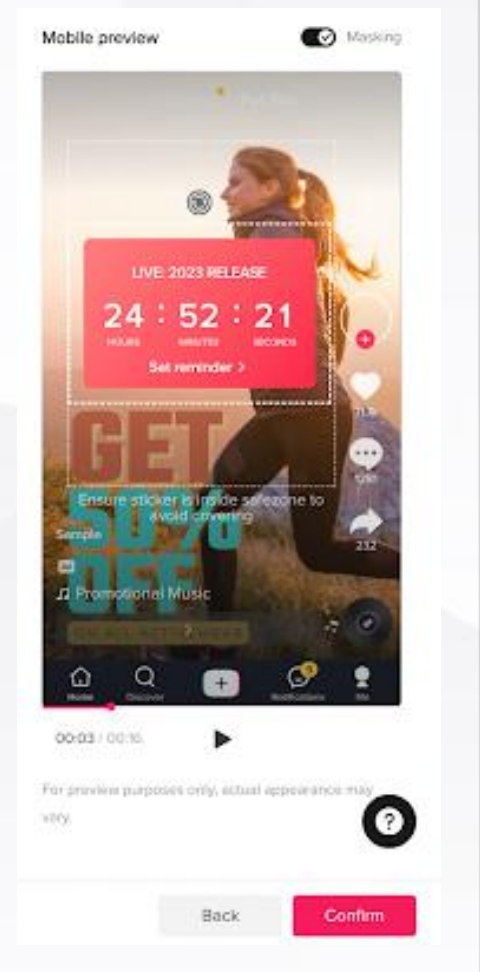 Mobile preview
Masking
LIVE: 2023 RELEASE
24 : 52 : 21
HOURS MINUTES SECONDS
Set reminder >
GET
50%
OFF
Ensure sticker is inside safezone to
avoid covering
Sample
Ad
Promotional Music
232
Home Discover Notifications Me
00:03 / 00:16
For preview purposes only, actual appearance may
vary.
?
Back Confirm